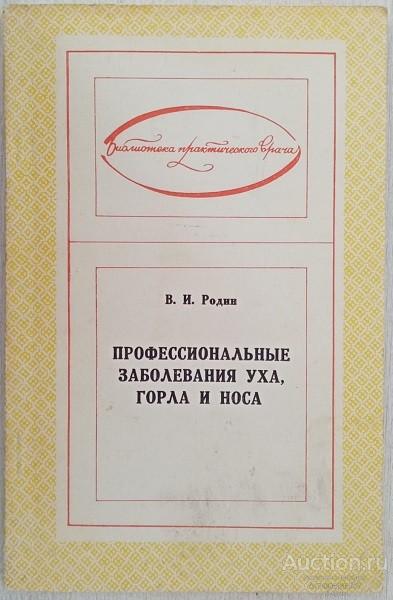 Библиотека практического врача
В. И. Родин
ПРОФЕССИОНАЛЬНЫЕ
ЗАБОЛЕВАНИЯ УХА,
ГОРЛА И НОСА
Auction.ru